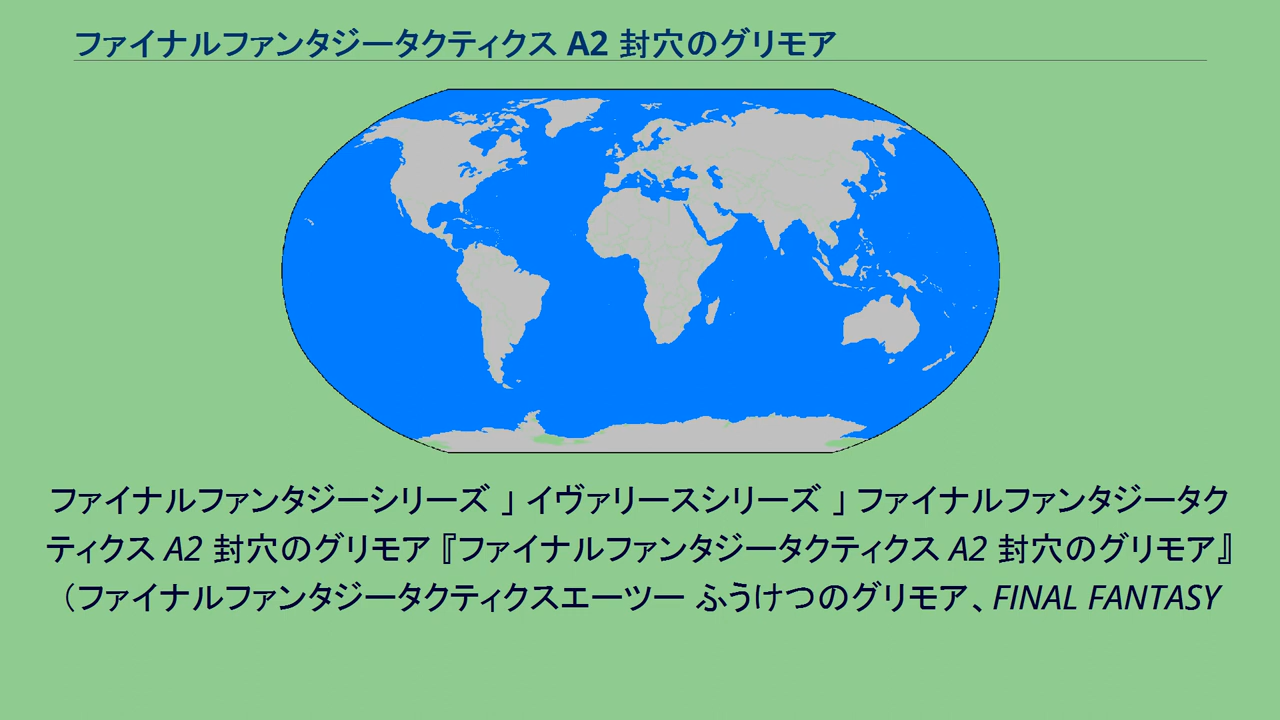 ファイナルファンタジータクティクス A2 封穴のグリモア
ファイナルファンタジーシリーズ 」 イヴァリースシリーズ 」 ファイナルファンタジータク
ティクス A2 封穴のグリモア 『ファイナルファンタジータクティクス A2 封穴のグリモア』
（ファイナルファンタジータクティクスエーツー ふうけつのグリモア、FINAL FANTASY